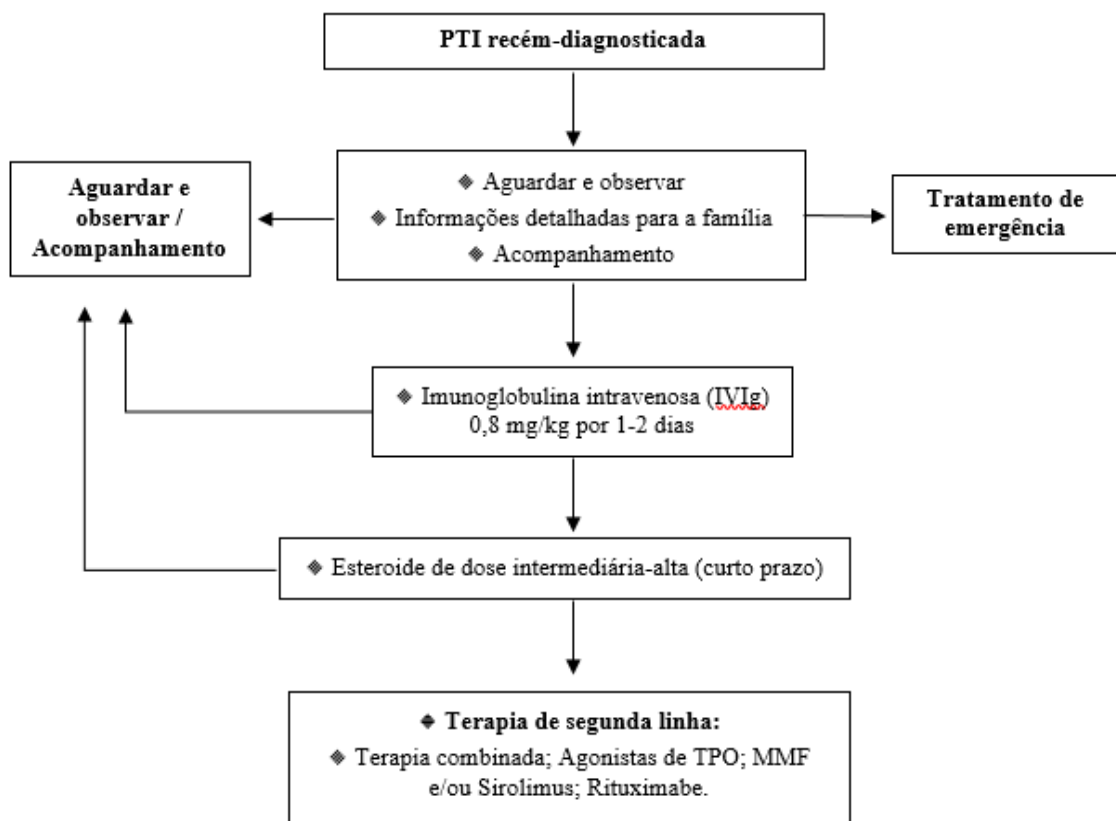 PTI recém-diagnosticada
Aguardar e
observar /
Acompanhamento
◈ Aguardar e observar
◈ Informações detalhadas para a família
◈ Acompanhamento
Tratamento de
emergência
◈ Imunoglobulina intravenosa (IVIg)
0,8 mg/kg por 1-2 dias
◈ Esteroide de dose intermediária-alta (curto prazo)
◈ Terapia de segunda linha:
◈ Terapia combinada; Agonistas de TPO; MMF
e/ou Sirolimus; Rituximabe.